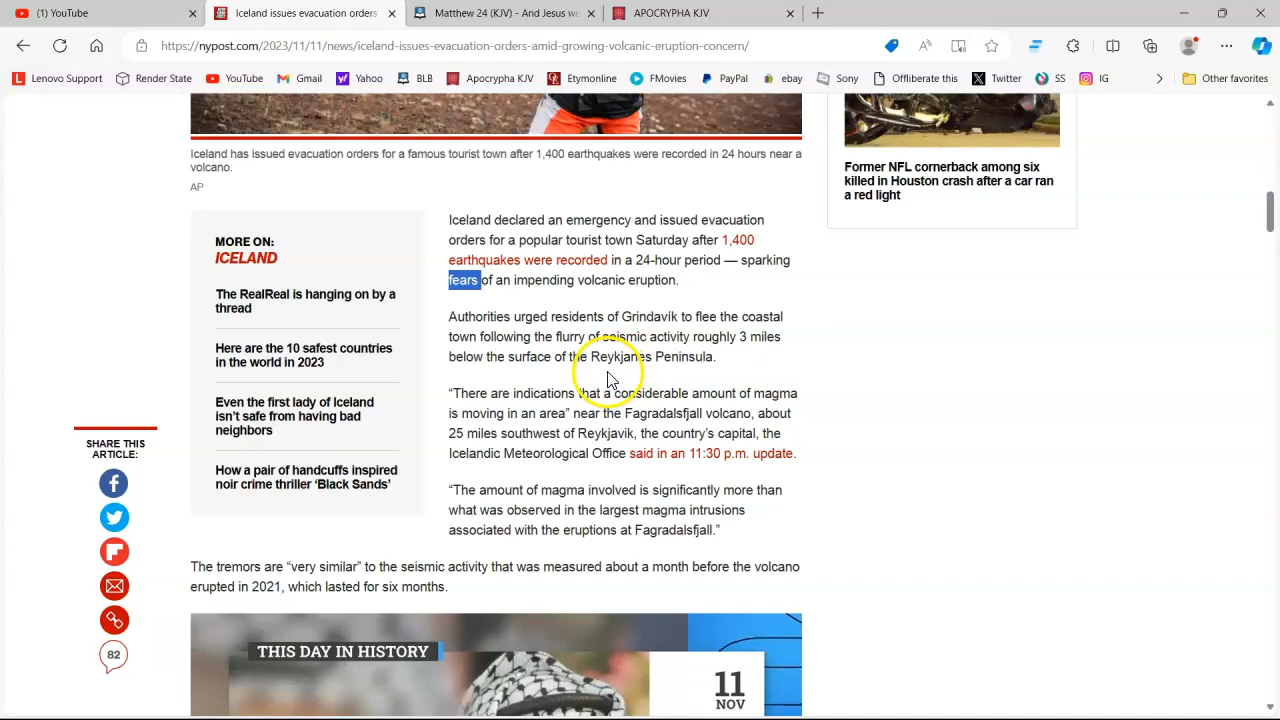 (1) YouTube
Iceland issues evacuation orders
Matthew 24 (KJV) - And Jesus we
APOCRYPHA KJV
https://nypost.com/2023/11/11/news/iceland-issues-evacuation-orders-amid-growing-volcanic-eruption-concern/
Lenovo Support
Render State
YouTube
Gmail
Yahoo
BLB
Apocrypha KJV
Etymonline
FMovies
PayPal
ebay
Sony
Offliberate this
Twitter
SS
IG
Other favorites
Iceland has issued evacuation orders for a famous tourist town after 1,400 earthquakes were recorded in 24 hours near a
volcano.
AP
MORE ON:
ICELAND
The RealReal is hanging on by a
thread
Here are the 10 safest countries
in the world in 2023
Even the first lady of Iceland
isn't safe from having bad
neighbors
How a pair of handcuffs inspired
noir crime thriller ‘Black Sands’
Iceland declared an emergency and issued evacuation
orders for a popular tourist town Saturday after 1,400
earthquakes were recorded in a 24-hour period — sparking
fears of an impending volcanic eruption.
Authorities urged residents of Grindavík to flee the coastal
town following the flurry of seismic activity roughly 3 miles
below the surface of the Reykjanes Peninsula.
“There are indications that a considerable amount of magma
is moving in an area” near the Fagradalsfjall volcano, about
25 miles southwest of Reykjavik, the country’s capital, the
Icelandic Meteorological Office said in an 11:30 p.m. update.
“The amount of magma involved is significantly more than
what was observed in the largest magma intrusions
associated with the eruptions at Fagradalsfjall.”
The tremors are “very similar” to the seismic activity that was measured about a month before the volcano
erupted in 2021, which lasted for six months.
SHARE THIS
ARTICLE:
82
THIS DAY IN HISTORY
11
NOV
Former NFL cornerback among six
killed in Houston crash after a car ran
a red light